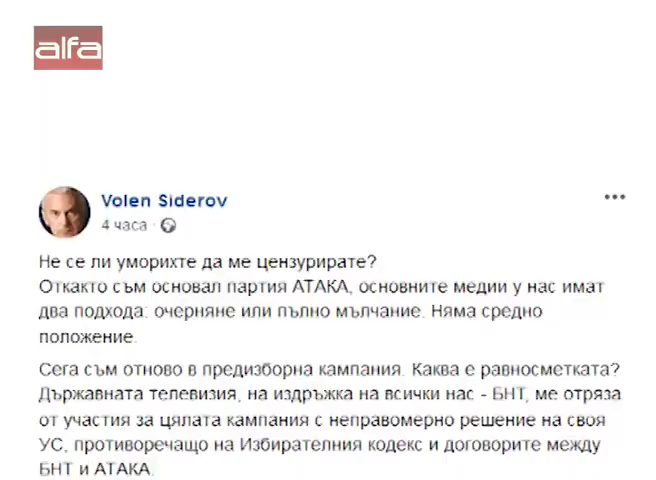 alfa
Volen Siderov
4 часа
Не се ли уморихте да ме цензурирате?
Откакто съм основал партия АТАКА, основните медии у нас имат
два подхода: очерняне или пълно мълчание. Няма средно
положение.
Сега съм отново в предизборна кампания. Каква е равносметката?
Държавната телевизия, на издръжка на всички нас - БНТ, ме отряза
от участия за цялата кампания с неправомерно решение на своя
УС, противоречащо на Избирателния кодекс и договорите между
БНТ и АТАКА.